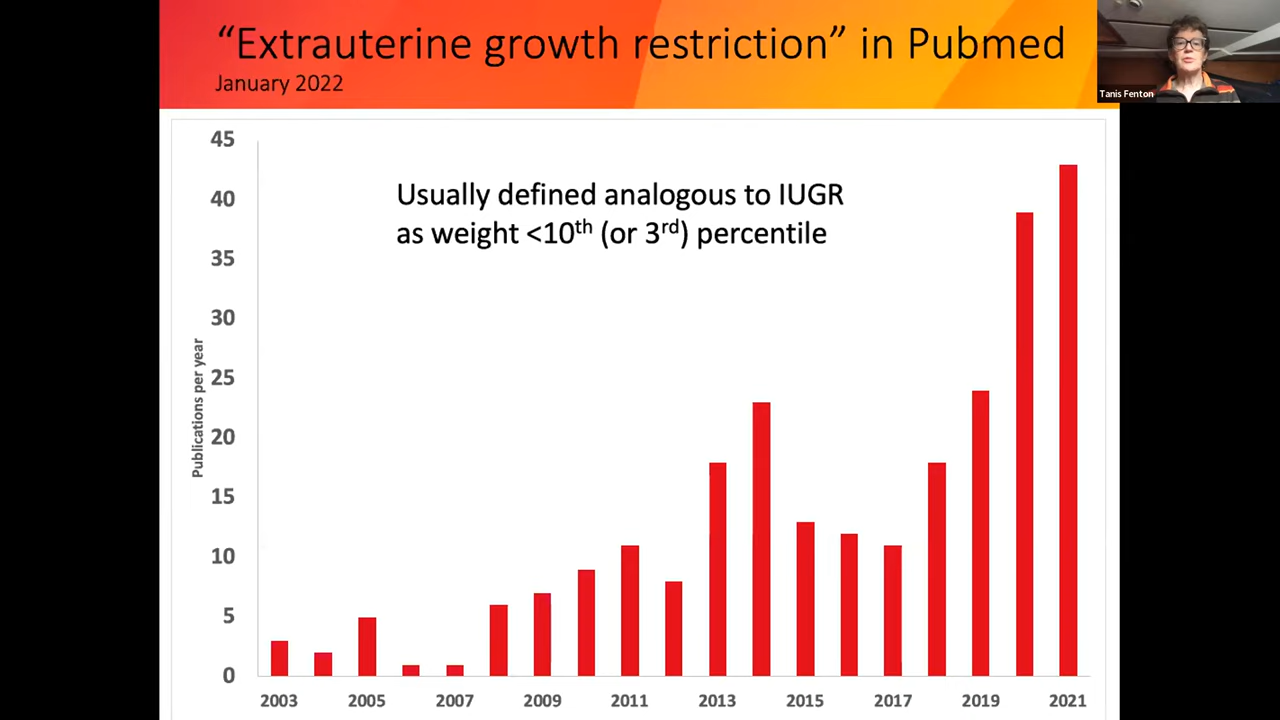 “Extrauterine growth restriction” in Pubmed
January 2022
Tanis Fenton
Usually defined analogous to IUGR
as weight <10th (or 3rd) percentile
Publications per year
45
40
35
30
25
20
15
10
5
0
2003 2005 2007 2009 2011 2013 2015 2017 2019 2021